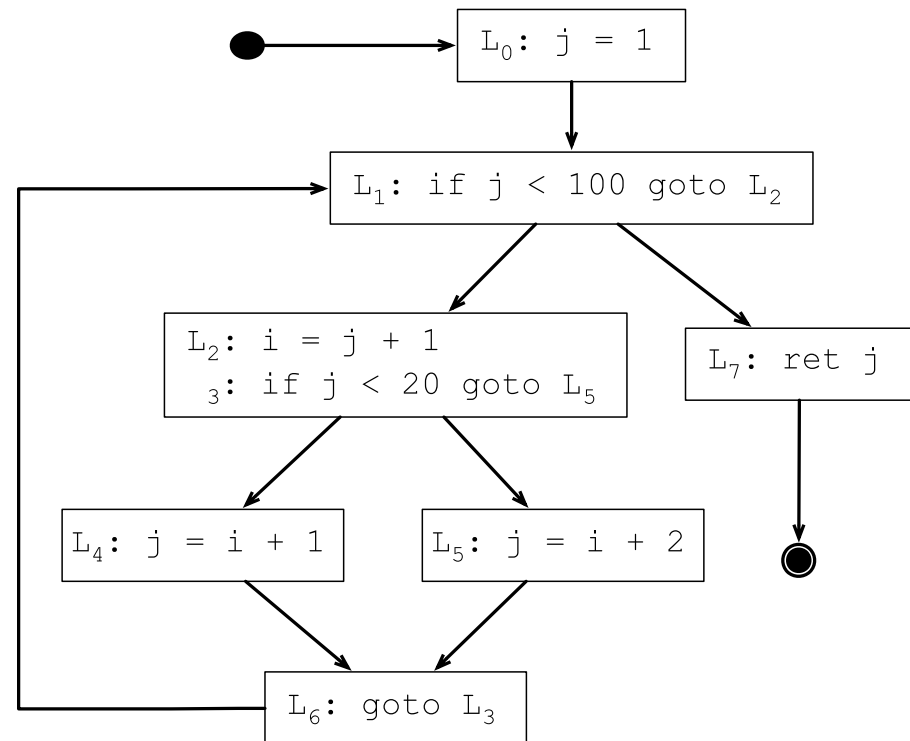 L₀: j = 1
L₁: if j < 100 goto L₂
L₂: i = j + 1
₃: if j < 20 goto L₅
L₇: ret j
L₄: j = i + 1
L₅: j = i + 2
L₆: goto L₃